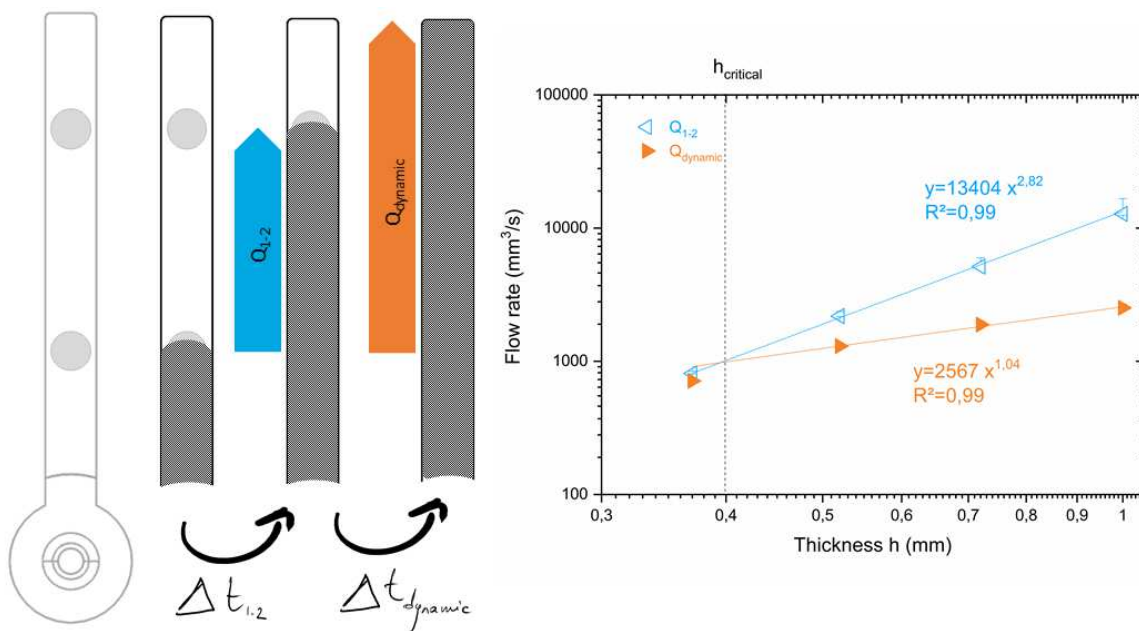 Q1-2
Qdynamic
Δt1-2
Δtdynamic
hcritical
100000
10000
1000
100
Flow rate (mm³/s)
Q1-2
Qdynamic
y=13404 x^2,82
R²=0,99
y=2567 x^1,04
R²=0,99
0,3 0,4 0,5 0,6 0,7 0,8 0,9 1
Thickness h (mm)